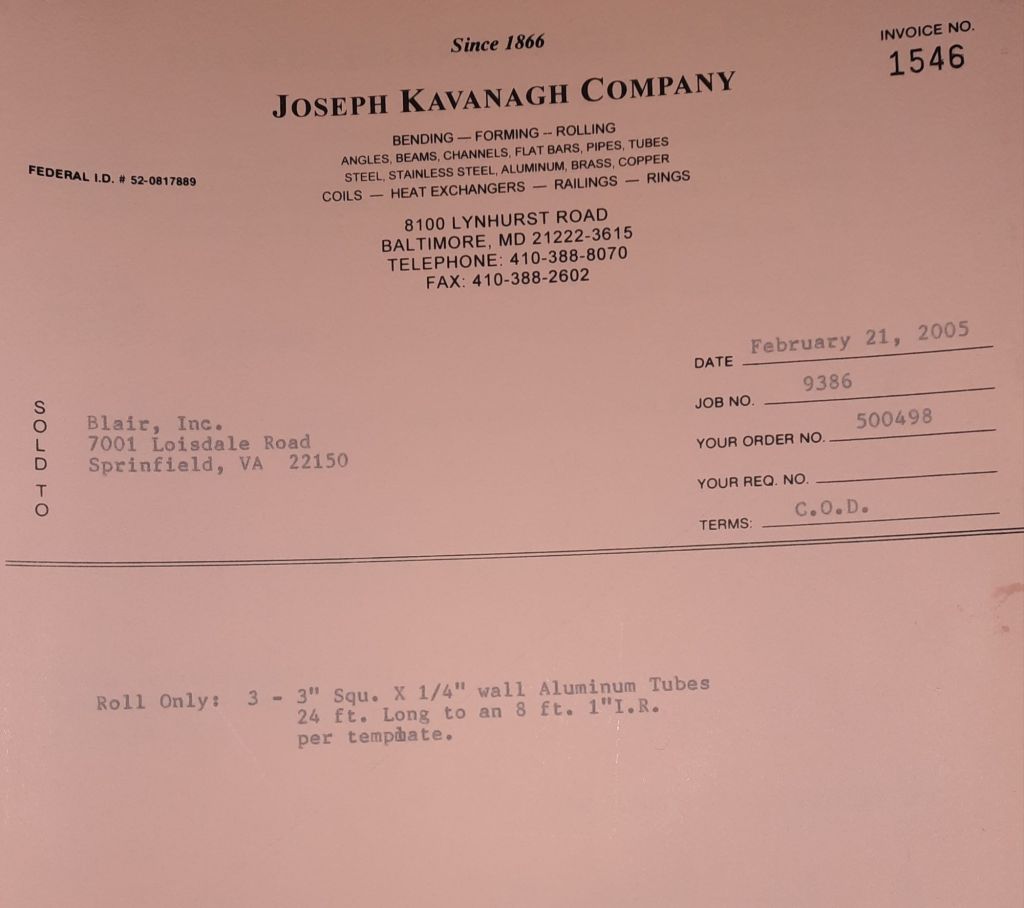 Since 1866
INVOICE NO.
1546
JOSEPH KAVANAGH COMPANY
BENDING — FORMING -- ROLLING
ANGLES, BEAMS, CHANNELS, FLAT BARS, PIPES, TUBES
STEEL, STAINLESS STEEL, ALUMINUM, BRASS, COPPER
COILS — HEAT EXCHANGERS — RAILINGS — RINGS
FEDERAL I.D. # 52-0817889
8100 LYNHURST ROAD
BALTIMORE, MD 21222-3615
TELEPHONE: 410-388-8070
FAX: 410-388-2602
DATE February 21, 2005
JOB NO. 9386
YOUR ORDER NO. 500498
YOUR REQ. NO.
TERMS: C.O.D.
SOLD TO
Blair, Inc.
7001 Loisdale Road
Sprinfield, VA 22150
Roll Only: 3 - 3" Squ. X 1/4" wall Aluminum Tubes
24 ft. Long to an 8 ft. 1"I.R.
per template.